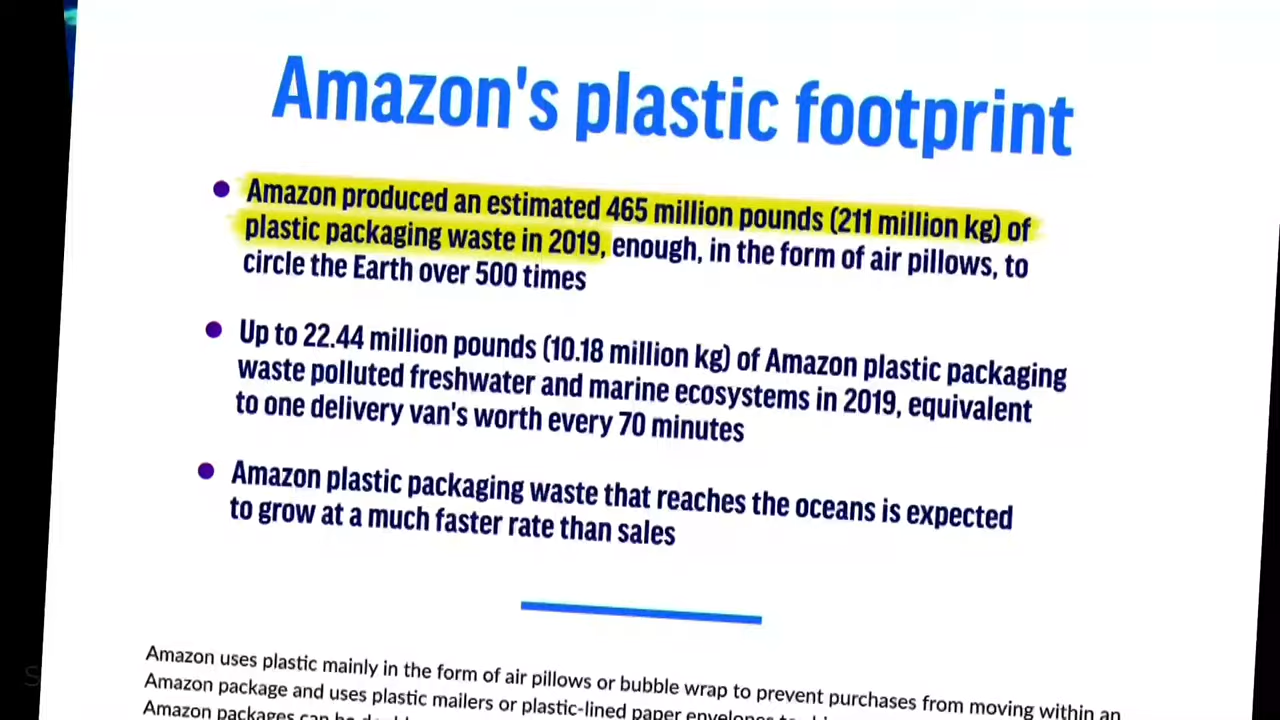 Amazon's plastic footprint
Amazon produced an estimated 465 million pounds (211 million kg) of
plastic packaging waste in 2019, enough, in the form of air pillows, to
circle the Earth over 500 times
Up to 22.44 million pounds (10.18 million kg) of Amazon plastic packaging
waste polluted freshwater and marine ecosystems in 2019, equivalent
to one delivery van's worth every 70 minutes
Amazon plastic packaging waste that reaches the oceans is expected
to grow at a much faster rate than sales
Amazon uses plastic mainly in the form of air pillows or bubble wrap to prevent purchases from moving within an
Amazon package and uses plastic mailers or plastic-lined paper envelopes
Amazon packages can be